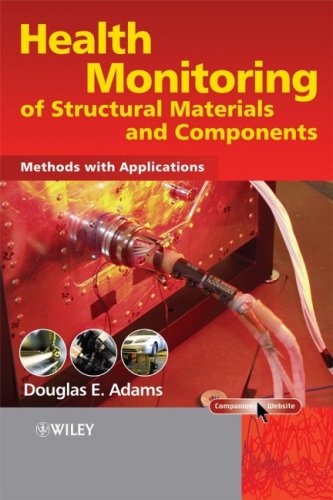 Health
Monitoring
of Structural Materials
and Components
Methods with Applications
Douglas E. Adams
Companion Website
WILEY